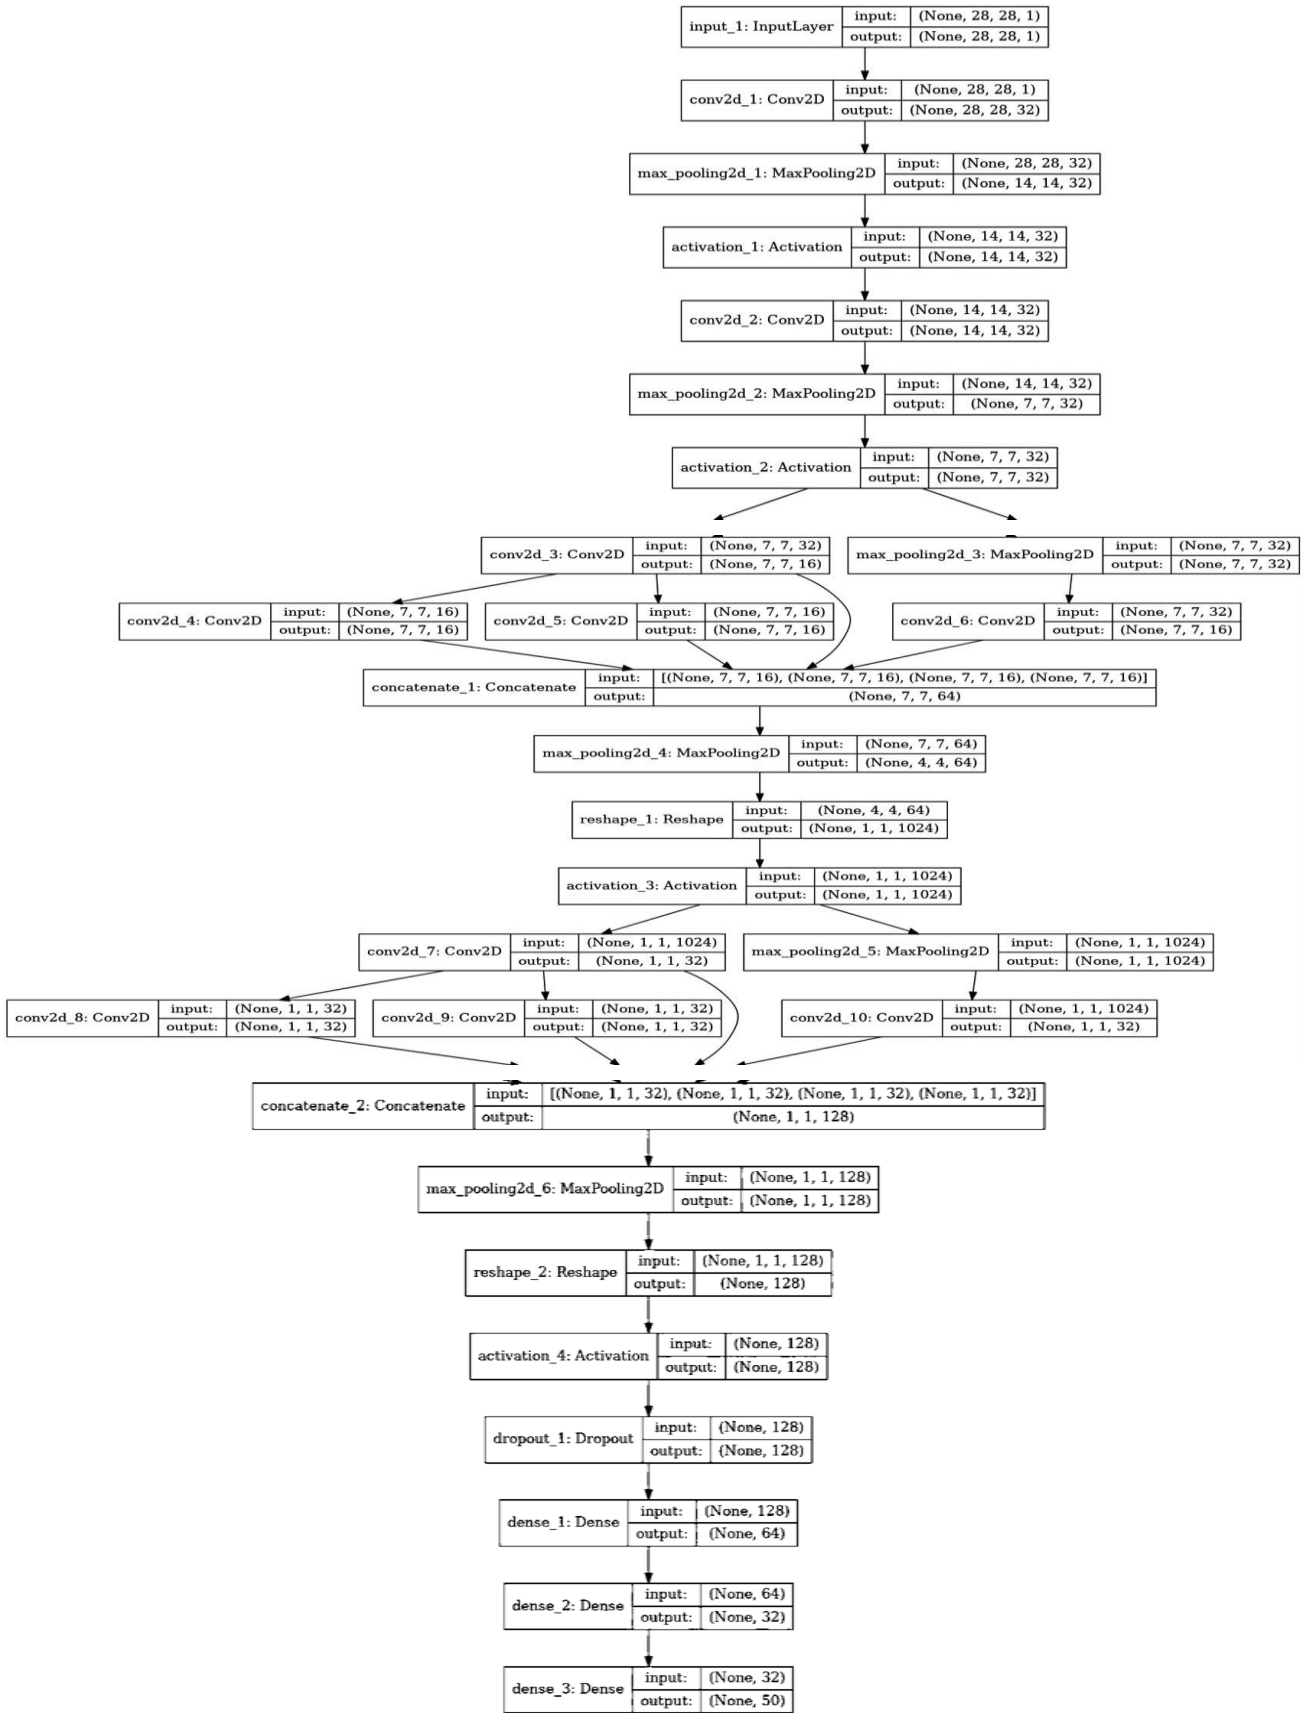 input_1: InputLayer
input: (None, 28, 28, 1)
output: (None, 28, 28, 1)
conv2d_1: Conv2D
input: (None, 28, 28, 1)
output: (None, 28, 28, 32)
max_pooling2d_1: MaxPooling2D
input: (None, 28, 28, 32)
output: (None, 14, 14, 32)
activation_1: Activation
input: (None, 14, 14, 32)
output: (None, 14, 14, 32)
conv2d_2: Conv2D
input: (None, 14, 14, 32)
output: (None, 14, 14, 32)
max_pooling2d_2: MaxPooling2D
input: (None, 14, 14, 32)
output: (None, 7, 7, 32)
activation_2: Activation
input: (None, 7, 7, 32)
output: (None, 7, 7, 32)
conv2d_3: Conv2D
input: (None, 7, 7, 32)
output: (None, 7, 7, 16)
max_pooling2d_3: MaxPooling2D
input: (None, 7, 7, 32)
output: (None, 7, 7, 32)
conv2d_4: Conv2D
input: (None, 7, 7, 16)
output: (None, 7, 7, 16)
conv2d_5: Conv2D
input: (None, 7, 7, 16)
output: (None, 7, 7, 16)
conv2d_6: Conv2D
input: (None, 7, 7, 32)
output: (None, 7, 7, 16)
concatenate_1: Concatenate
input: [(None, 7, 7, 16), (None, 7, 7, 16), (None, 7, 7, 16), (None, 7, 7, 16)]
output: (None, 7, 7, 64)
max_pooling2d_4: MaxPooling2D
input: (None, 7, 7, 64)
output: (None, 4, 4, 64)
reshape_1: Reshape
input: (None, 4, 4, 64)
output: (None, 1, 1, 1024)
activation_3: Activation
input: (None, 1, 1, 1024)
output: (None, 1, 1, 1024)
conv2d_7: Conv2D
input: (None, 1, 1, 1024)
output: (None, 1, 1, 32)
max_pooling2d_5: MaxPooling2D
input: (None, 1, 1, 1024)
output: (None, 1, 1, 1024)
conv2d_8: Conv2D
input: (None, 1, 1, 32)
output: (None, 1, 1, 32)
conv2d_9: Conv2D
input: (None, 1, 1, 32)
output: (None, 1, 1, 32)
conv2d_10: Conv2D
input: (None, 1, 1, 1024)
output: (None, 1, 1, 32)
concatenate_2: Concatenate
input: [(None, 1, 1, 32), (None, 1, 1, 32), (None, 1, 1, 32), (None, 1, 1, 32)]
output: (None, 1, 1, 128)
max_pooling2d_6: MaxPooling2D
input: (None, 1, 1, 128)
output: (None, 1, 1, 128)
reshape_2: Reshape
input: (None, 1, 1, 128)
output: (None, 128)
activation_4: Activation
input: (None, 128)
output: (None, 128)
dropout_1: Dropout
input: (None, 128)
output: (None, 128)
dense_1: Dense
input: (None, 128)
output: (None, 64)
dense_2: Dense
input: (None, 64)
output: (None, 32)
dense_3: Dense
input: (None, 32)
output: (None, 50)